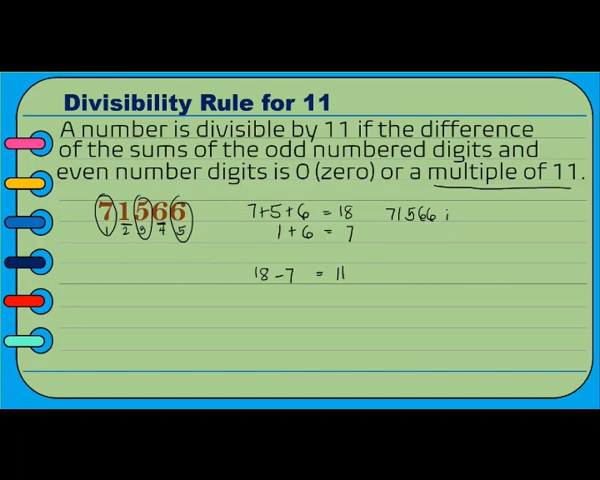 Divisibility Rule for 11
A number is divisible by 11 if the difference
of the sums of the odd numbered digits and
even number digits is 0 (zero) or a multiple of 11.
71566 7+5+6 = 18 71566 i
1 2 3 4 5 1+6 = 7
18-7 = 11